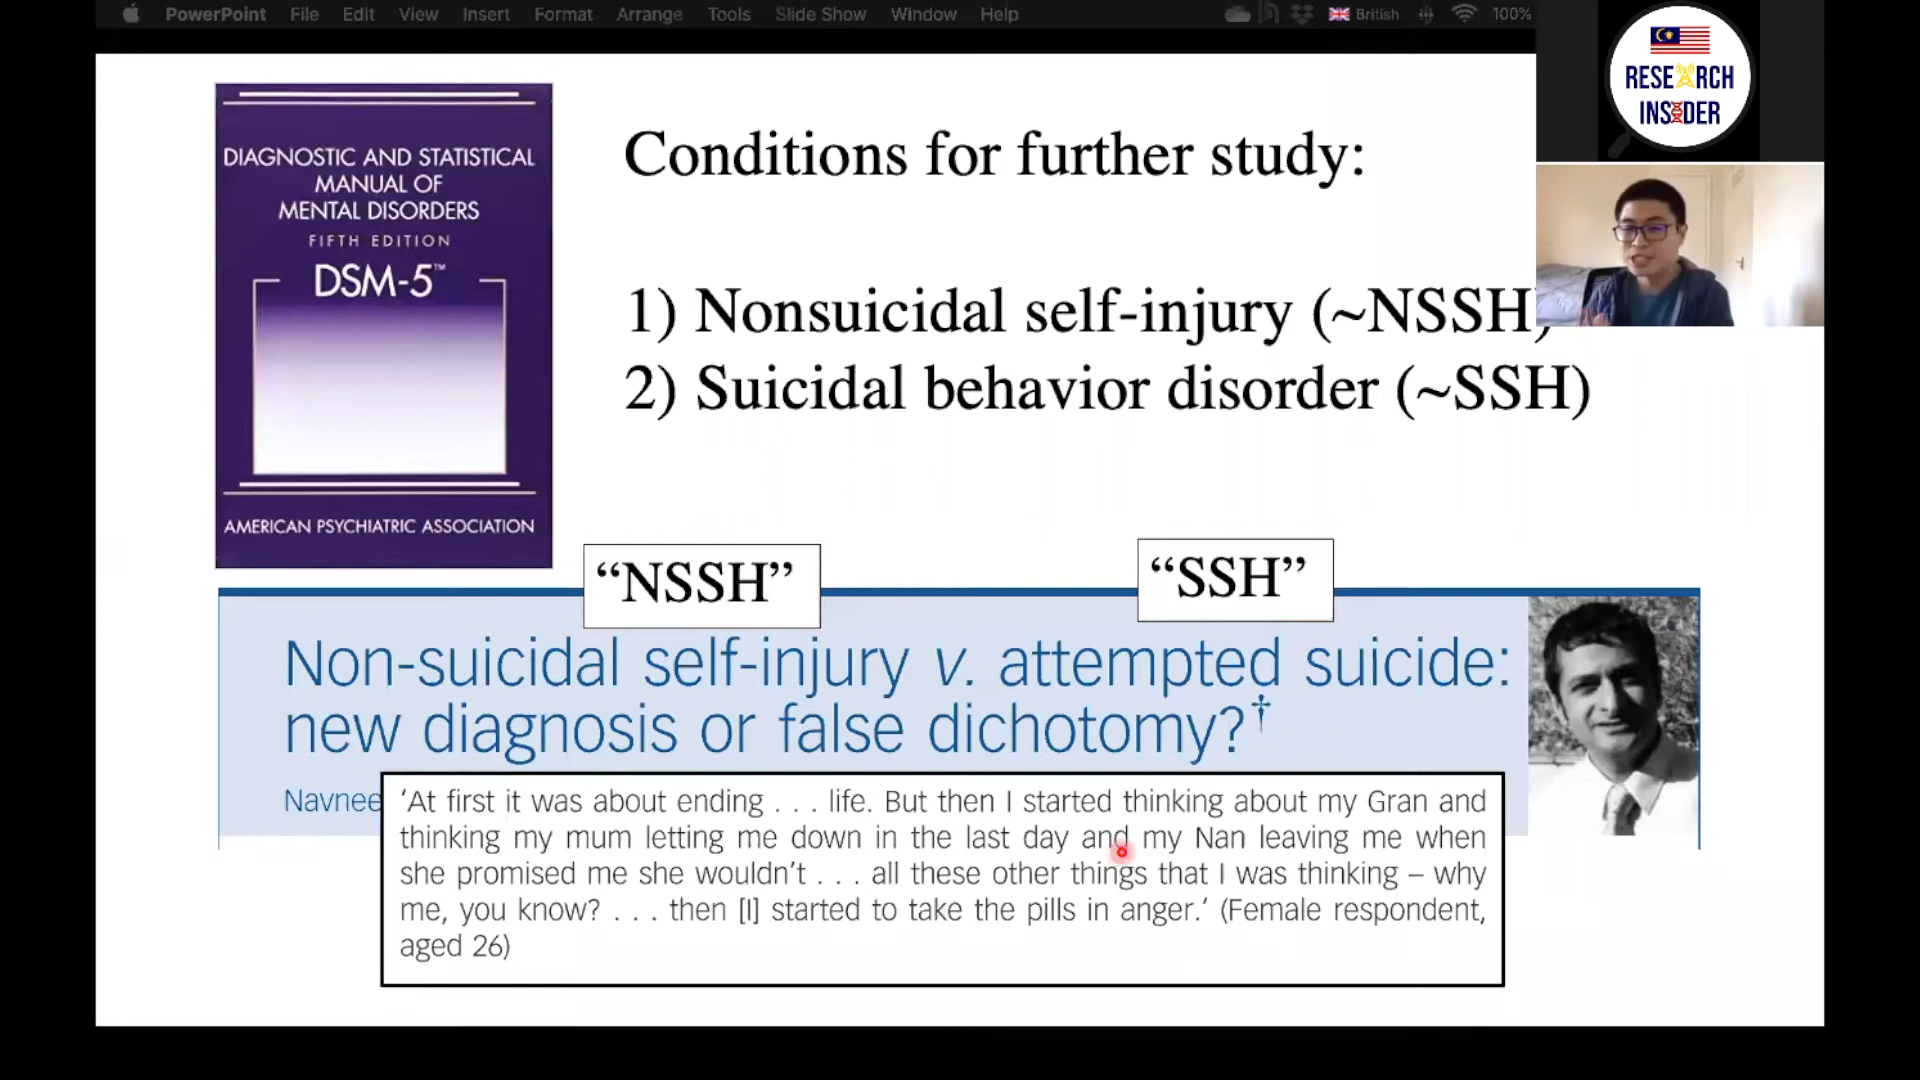 PowerPoint File Edit View Insert Format Arrange Tools Slide Show Window Help British 100%
RESEARCH
INSIDER
DIAGNOSTIC AND STATISTICAL
MANUAL OF
MENTAL DISORDERS
FIFTH EDITION
DSM-5™
AMERICAN PSYCHIATRIC ASSOCIATION
Conditions for further study:
1) Nonsuicidal self-injury (~NSSH)
2) Suicidal behavior disorder (~SSH)
“NSSH”
“SSH”
Non-suicidal self-injury v. attempted suicide:
new diagnosis or false dichotomy?†
Navnee
‘At first it was about ending . . . life. But then I started thinking about my Gran and
thinking my mum letting me down in the last day and my Nan leaving me when
she promised me she wouldn’t . . . all these other things that I was thinking – why
me, you know? . . . then [I] started to take the pills in anger.’ (Female respondent,
aged 26)